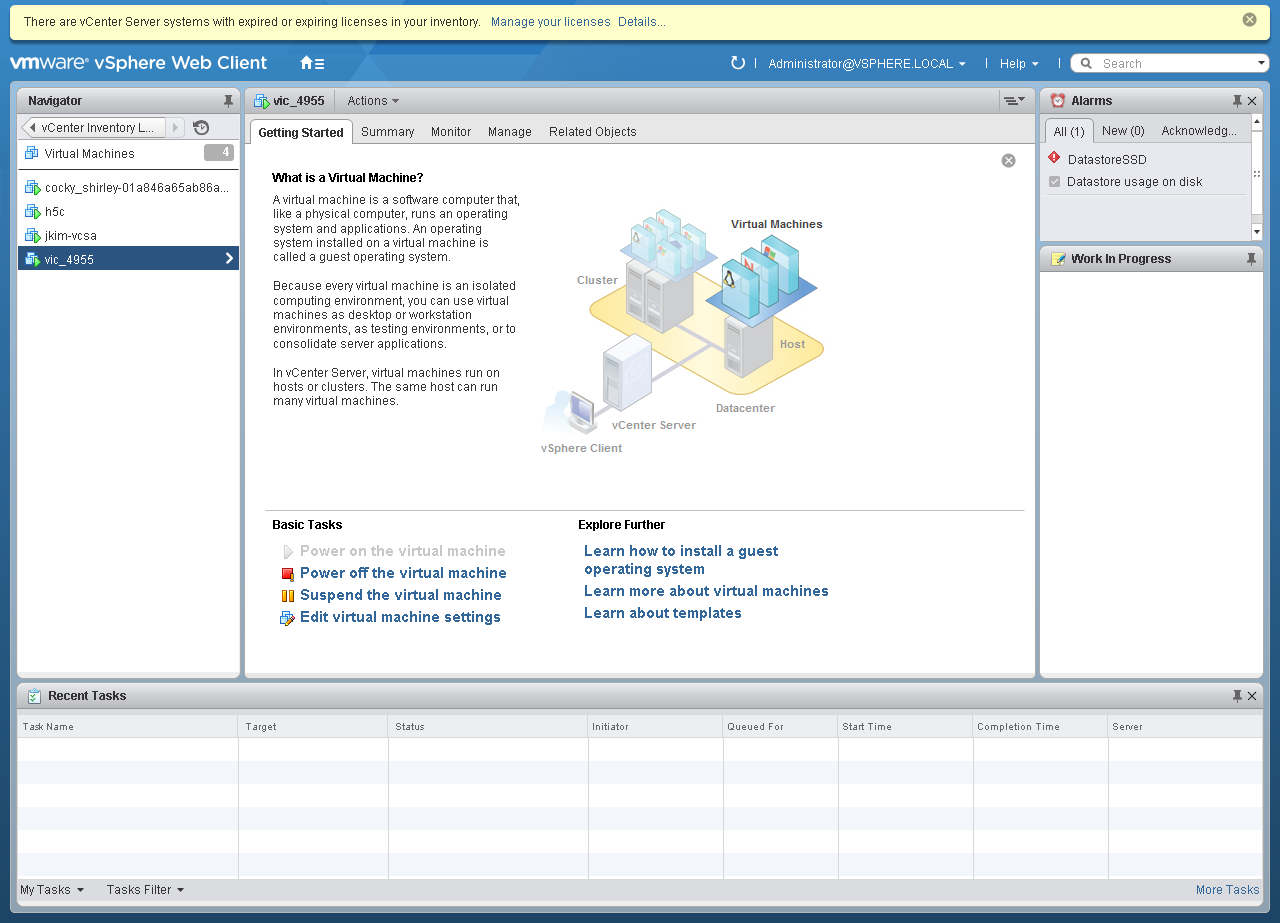 There are vCenter Server systems with expired or expiring licenses in your inventory. Manage your licenses Details...
vmware® vSphere Web Client
Administrator@VSPHERE.LOCAL
Help
Search
Navigator
vCenter Inventory L...
Virtual Machines 4
cocky_shirley-01a846a65ab86a...
h5c
jkim-vcsa
vic_4955
vic_4955 Actions
Getting Started Summary Monitor Manage Related Objects
What is a Virtual Machine?
A virtual machine is a software computer that,
like a physical computer, runs an operating
system and applications. An operating
system installed on a virtual machine is
called a guest operating system.
Because every virtual machine is an isolated
computing environment, you can use virtual
machines as desktop or workstation
environments, as testing environments, or to
consolidate server applications.
In vCenter Server, virtual machines run on
hosts or clusters. The same host can run
many virtual machines.
Virtual Machines
Cluster
Host
Datacenter
vCenter Server
vSphere Client
Basic Tasks
Power on the virtual machine
Power off the virtual machine
Suspend the virtual machine
Edit virtual machine settings
Explore Further
Learn how to install a guest
operating system
Learn more about virtual machines
Learn about templates
Alarms
All (1) New (0) Acknowledg...
DatastoreSSD
Datastore usage on disk
Work In Progress
Recent Tasks
Task Name Target Status Initiator Queued For Start Time Completion Time Server
My Tasks Tasks Filter More Tasks